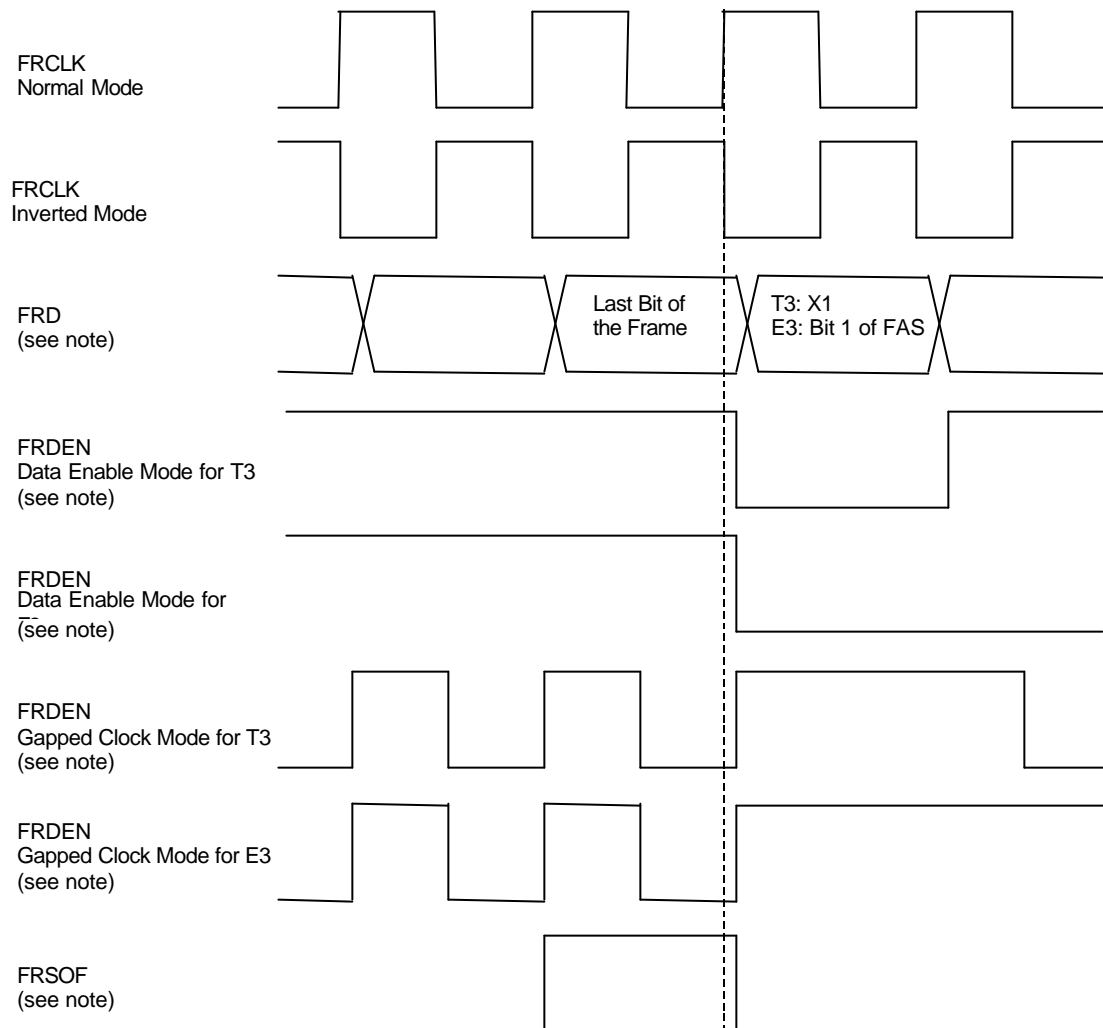 FRCLK
Normal Mode
FRCLK
Inverted Mode
FRD
(see note)
Last Bit of
the Frame
T3: X1
E3: Bit 1 of FAS
FRDEN
Data Enable Mode for T3
(see note)
FRDEN
Data Enable Mode for
(see note)
FRDEN
Gapped Clock Mode for T3
(see note)
FRDEN
Gapped Clock Mode for E3
(see note)
FRSOF
(see note)